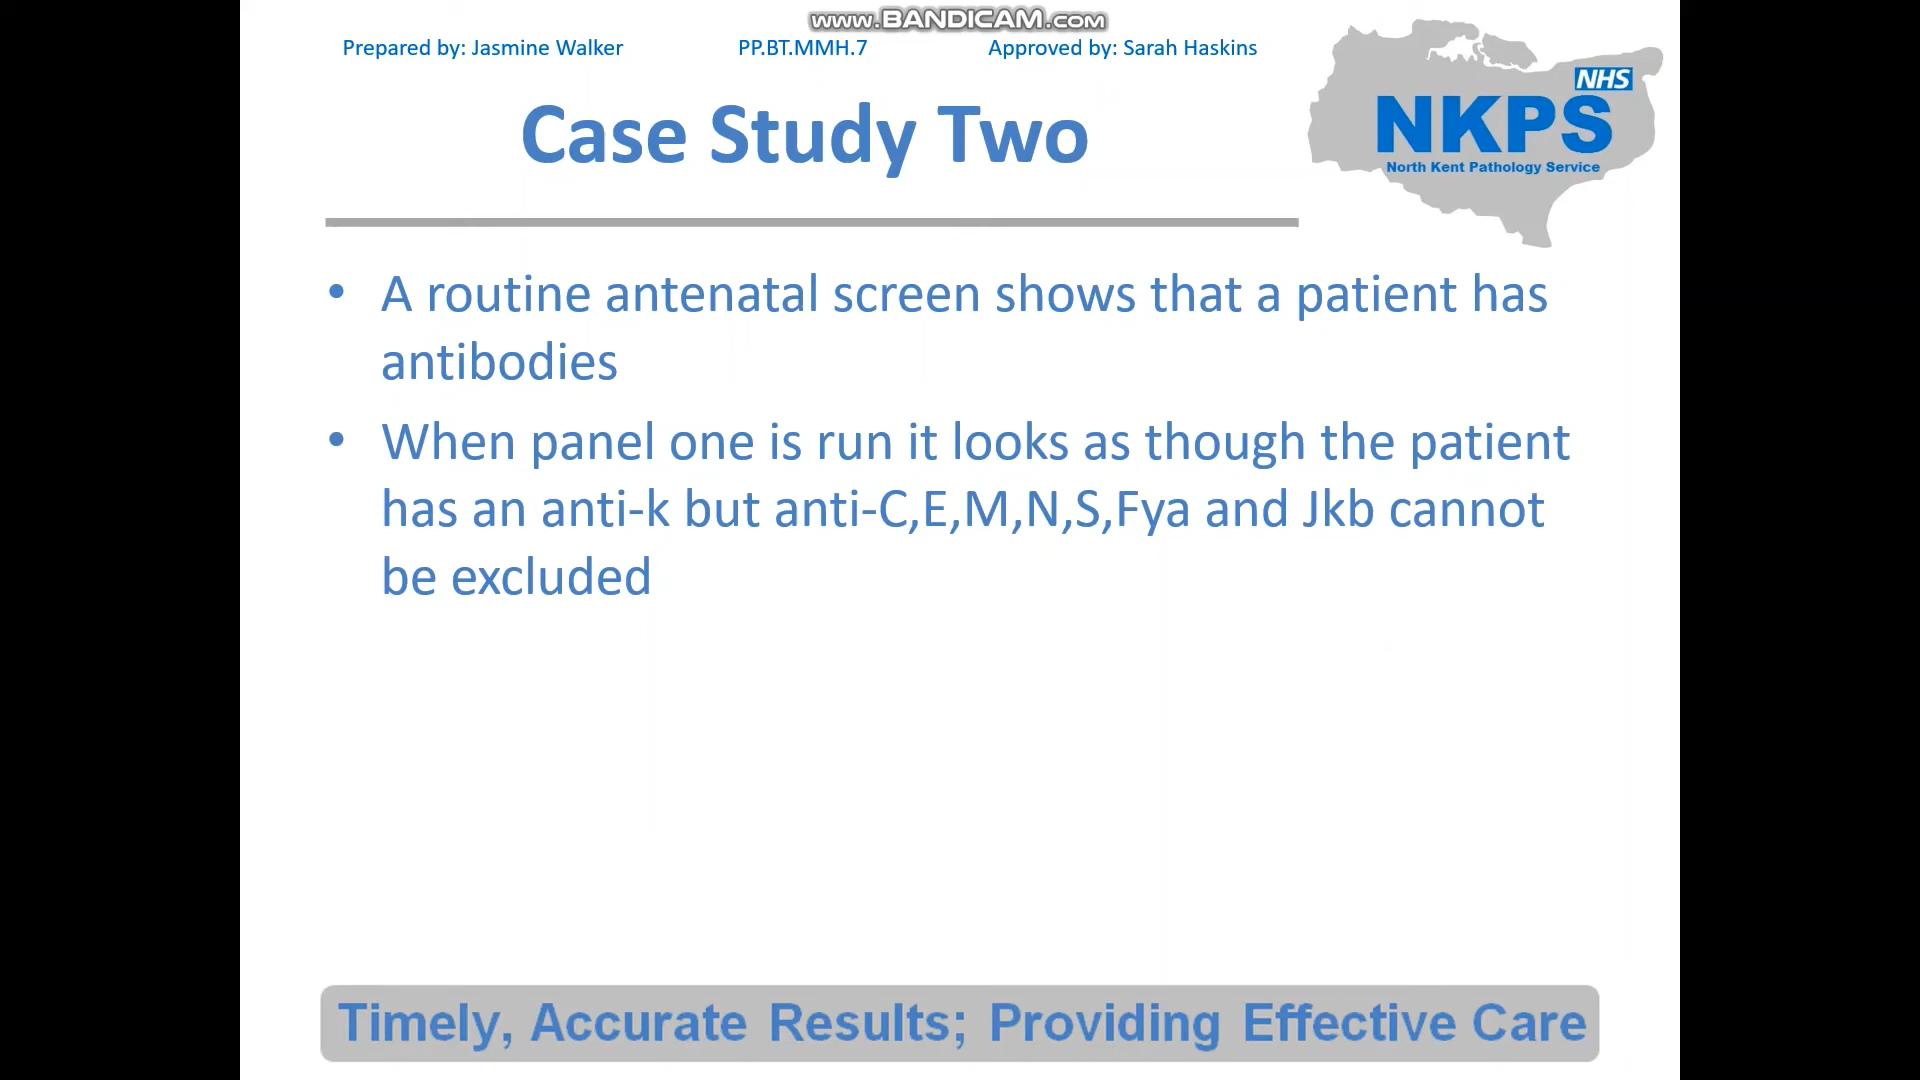 www.BANDICAM.com
Prepared by: Jasmine Walker PP.BT.MMH.7 Approved by: Sarah Haskins
NHS
NKPS
North Kent Pathology Service
Case Study Two
• A routine antenatal screen shows that a patient has
antibodies
• When panel one is run it looks as though the patient
has an anti-k but anti-C,E,M,N,S,Fya and Jkb cannot
be excluded
Timely, Accurate Results; Providing Effective Care